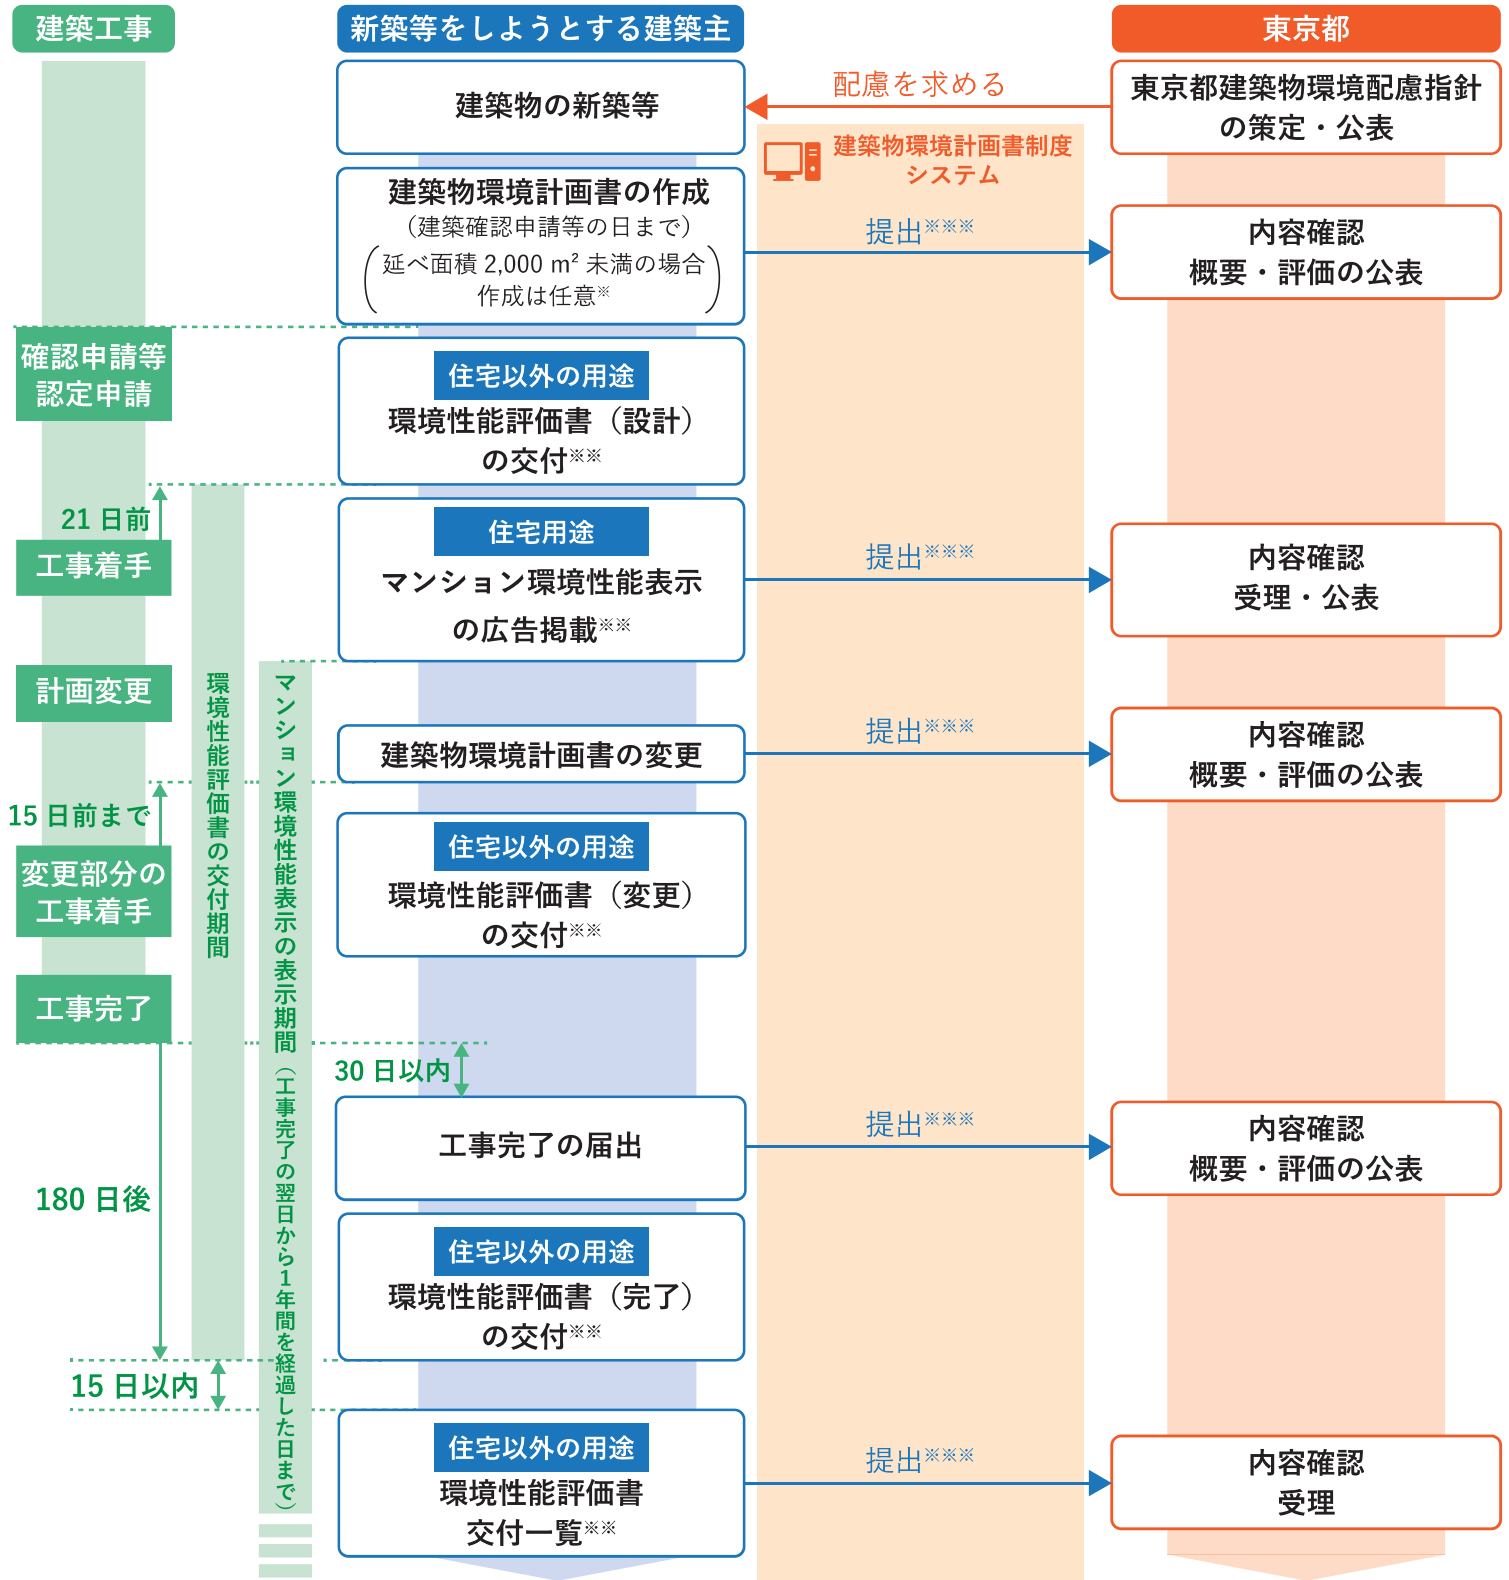 建築工事
新築等をしようとする建築主
東京都
建築物の新築等
配慮を求める
東京都建築物環境配慮指針
の策定・公表
建築物環境計画書制度
システム
建築物環境計画書の作成
（建築確認申請等の日まで）
（延べ面積 2,000 m² 未満の場合
作成は任意※）
提出※※※
内容確認
概要・評価の公表
確認申請等
認定申請
住宅以外の用途
環境性能評価書（設計）
の交付※※
21 日前
工事着手
住宅用途
マンション環境性能表示
の広告掲載※※
提出※※※
内容確認
受理・公表
計画変更
環境性能評価書の交付期間
マンション環境性能表示の表示期間（工事完了の翌日から1年間を経過した日まで）
建築物環境計画書の変更
提出※※※
内容確認
概要・評価の公表
15 日前まで
変更部分の
工事着手
住宅以外の用途
環境性能評価書（変更）
の交付※※
工事完了
30 日以内
工事完了の届出
提出※※※
内容確認
概要・評価の公表
180 日後
住宅以外の用途
環境性能評価書（完了）
の交付※※
15 日以内
住宅以外の用途
環境性能評価書
交付一覧※※
提出※※※
内容確認
受理